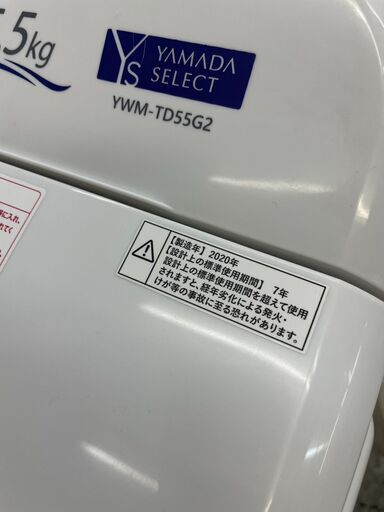 .5kg
YS
YAMADA
SELECT
YWM-TD55G2
【製造年】2020年
【設計上の標準使用期間】 7年
設計上の標準使用期間を超えて使用
されますと、経年劣化による発火・
けが等の事故に至る恐れがあります。